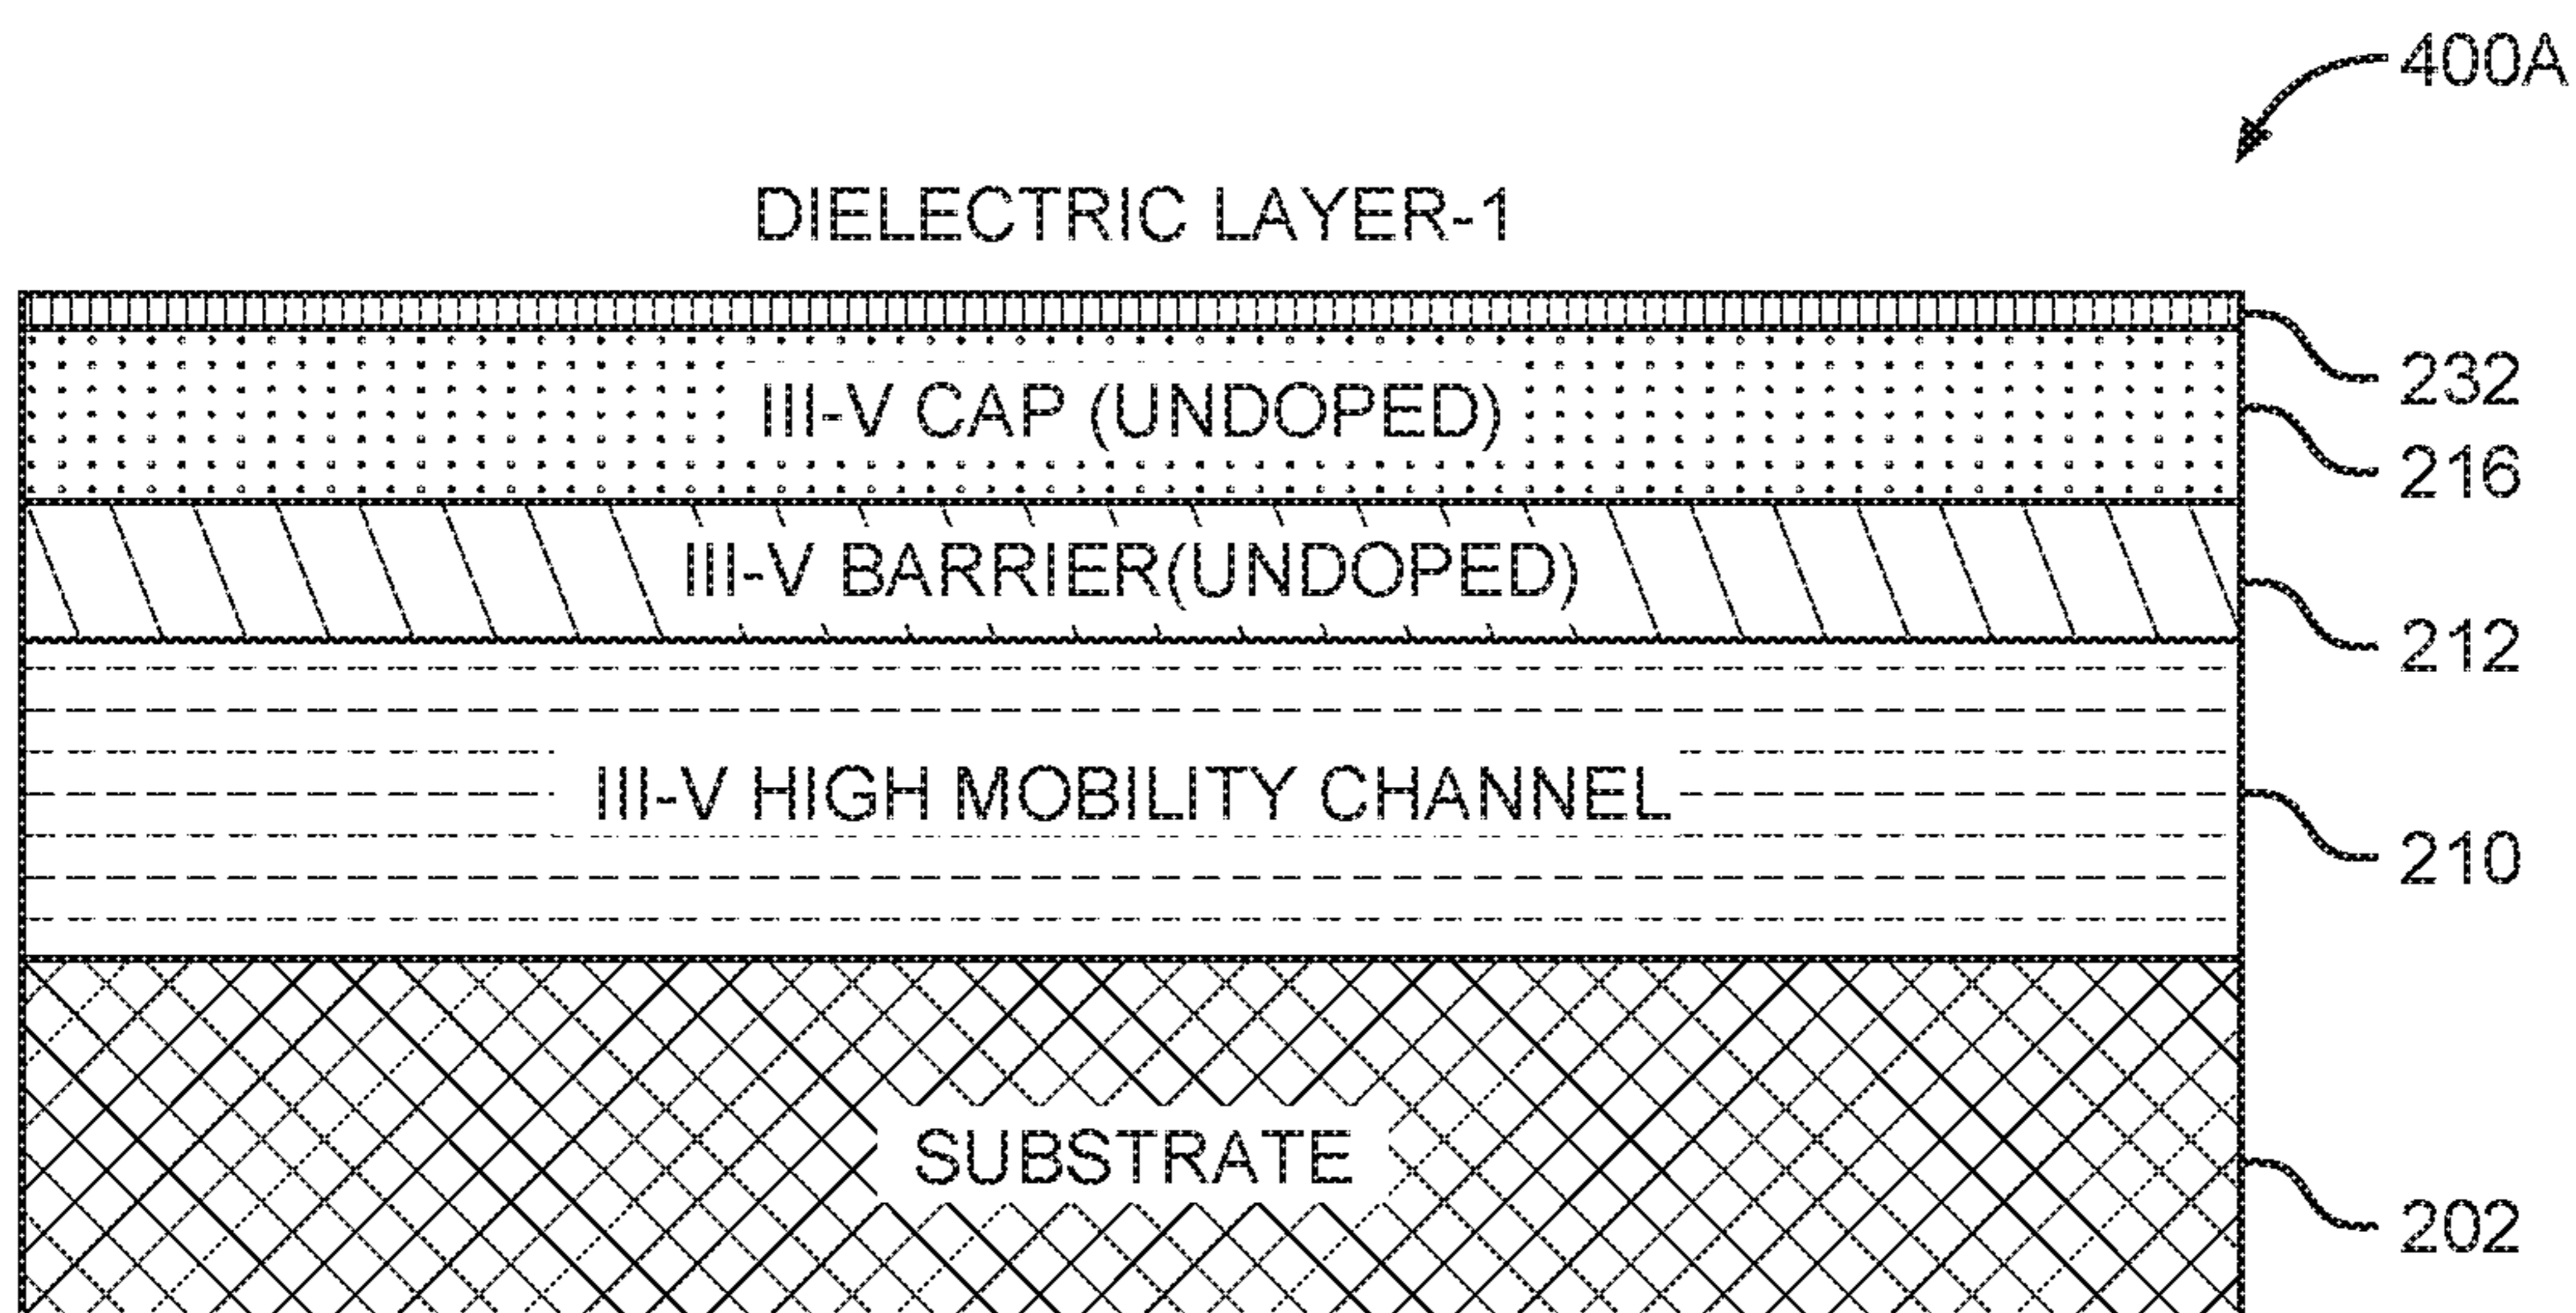 400A
DIELECTRIC LAYER-1
232
III-V CAP (UNDOPED)
216
III-V BARRIER(UNDOPED)
212
III-V HIGH MOBILITY CHANNEL
210
SUBSTRATE
202